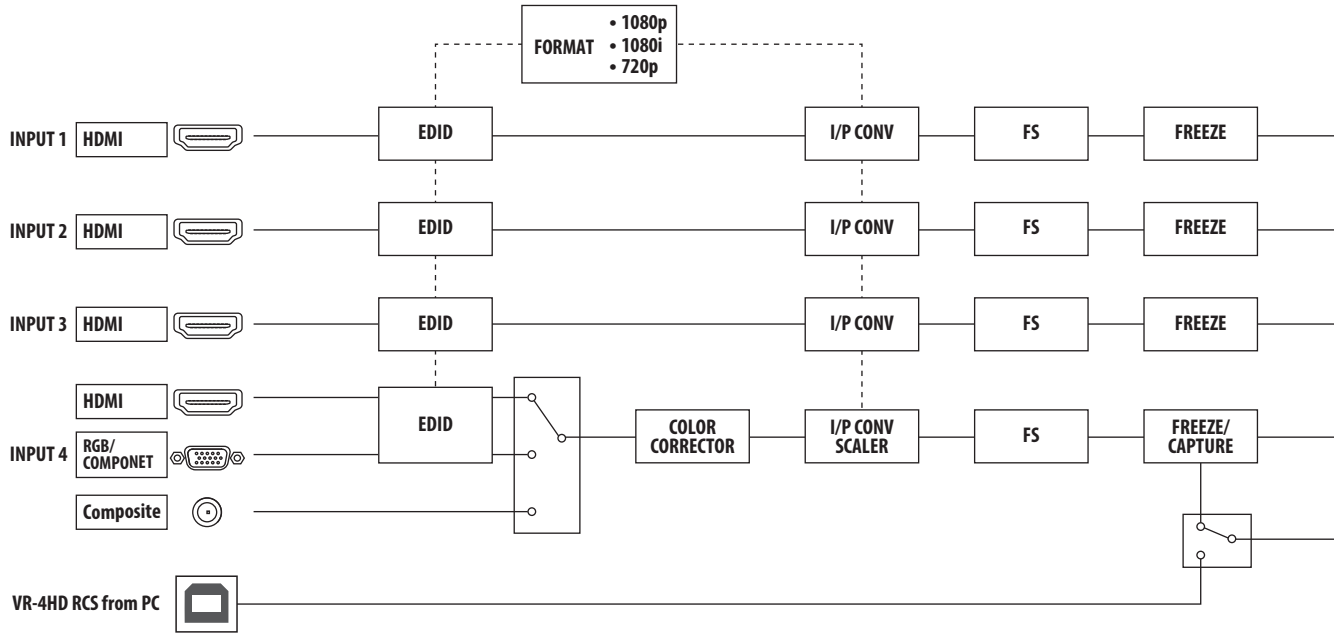 FORMAT
• 1080p
• 1080i
• 720p
INPUT 1 HDMI EDID I/P CONV FS FREEZE
INPUT 2 HDMI EDID I/P CONV FS FREEZE
INPUT 3 HDMI EDID I/P CONV FS FREEZE
HDMI
INPUT 4
RGB/
COMPONET
Composite
EDID
COLOR
CORRECTOR
I/P CONV
SCALER
FS
FREEZE/
CAPTURE
VR-4HD RCS from PC